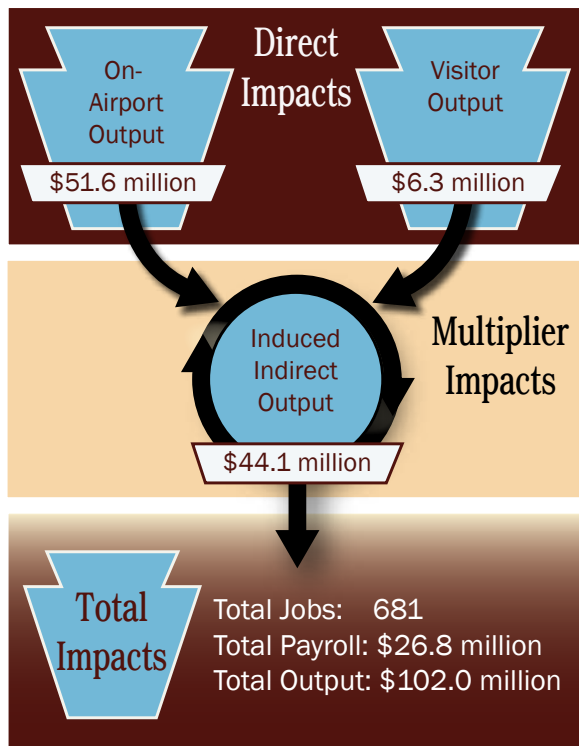 Direct
Impacts
On-
Airport
Output
$51.6 million
Visitor
Output
$6.3 million
Multiplier
Impacts
Induced
Indirect
Output
$44.1 million
Total
Impacts
Total Jobs: 681
Total Payroll: $26.8 million
Total Output: $102.0 million